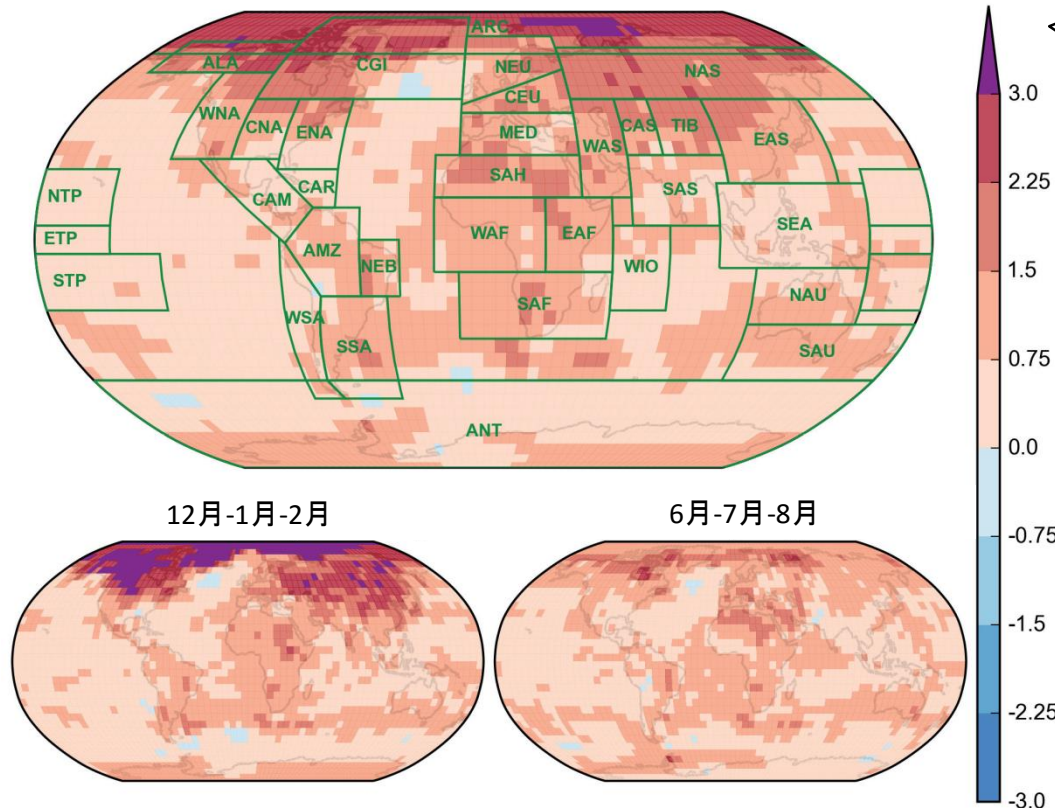 <
ARC
ALA
CGI
NEU
NAS
CEU
WNA
CNA
ENA
MED
WAS
CAS
TIB
EAS
SAH
NTP
CAR
CAM
SAS
SEA
ETP
WAF
EAF
AMZ
NEB
WIO
STP
NAU
SAF
WSA
SSA
SAU
ANT
3.0
2.25
1.5
0.75
0.0
-0.75
-1.5
-2.25
-3.0
12月-1月-2月
6月-7月-8月